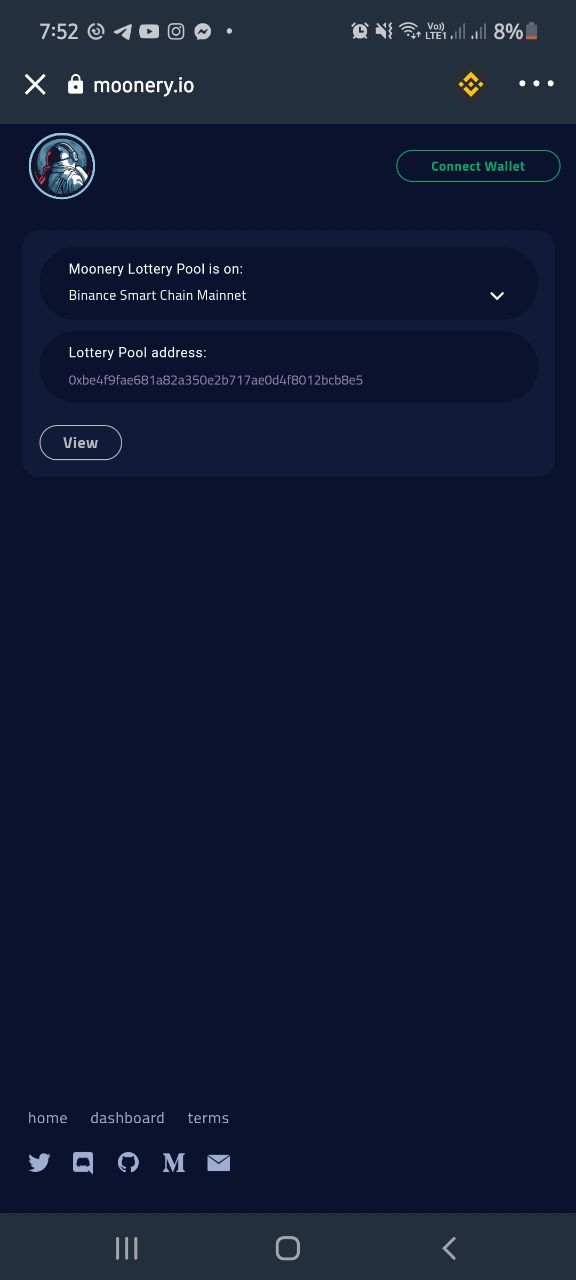 7:52
Vo))
LTE1
8%
moonery.io
Connect Wallet
Moonery Lottery Pool is on:
Binance Smart Chain Mainnet
Lottery Pool address:
0xbe4f9fae681a82a350e2b717ae0d4f8012bcb8e5
View
home dashboard terms